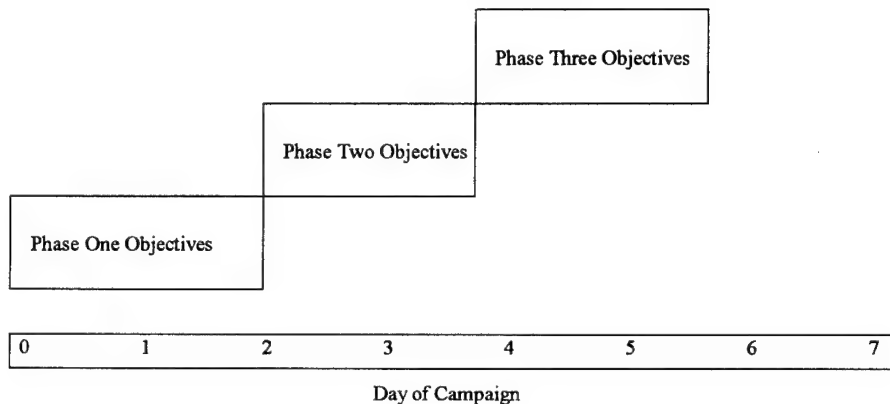 Phase Three Objectives
Phase Two Objectives
Phase One Objectives
0 1 2 3 4 5 6 7
Day of Campaign